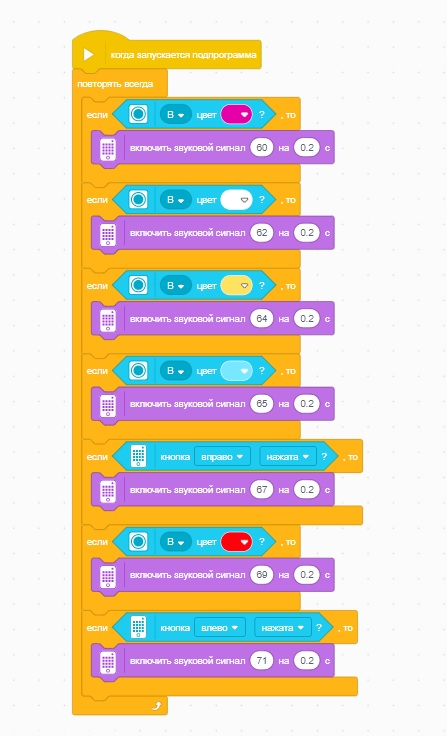 когда запускается подпрограмма
повторять всегда
если В цвет ? , то
включить звуковой сигнал 60 на 0.2 с
если В цвет ? , то
включить звуковой сигнал 62 на 0.2 с
если В цвет ? , то
включить звуковой сигнал 64 на 0.2 с
если В цвет ? , то
включить звуковой сигнал 65 на 0.2 с
если кнопка вправо нажата ? , то
включить звуковой сигнал 67 на 0.2 с
если В цвет ? , то
включить звуковой сигнал 69 на 0.2 с
если кнопка влево нажата ? , то
включить звуковой сигнал 71 на 0.2 с